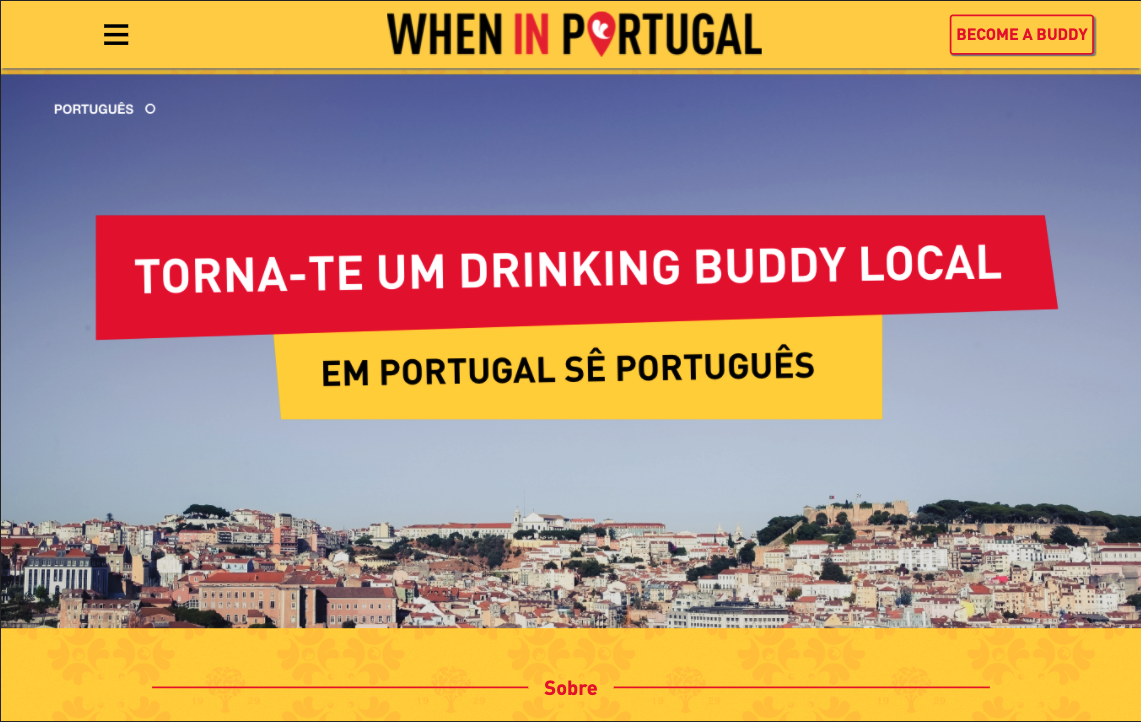 WHEN IN PORTUGAL
BECOME A BUDDY
PORTUGUÊS
TORNA-TE UM DRINKING BUDDY LOCAL
EM PORTUGAL SÊ PORTUGUÊS
Sobre